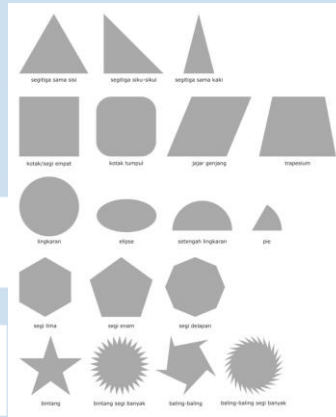 segitiga sama sisi segitiga siku-siku segitiga sama kaki
kotak/segi empat kotak tumpul jajar genjang trapesium
lingkaran elipse setengah lingkaran pie
segi lima segi enam segi delapan
bintang bintang segi banyak baling-baling baling-baling segi banyak